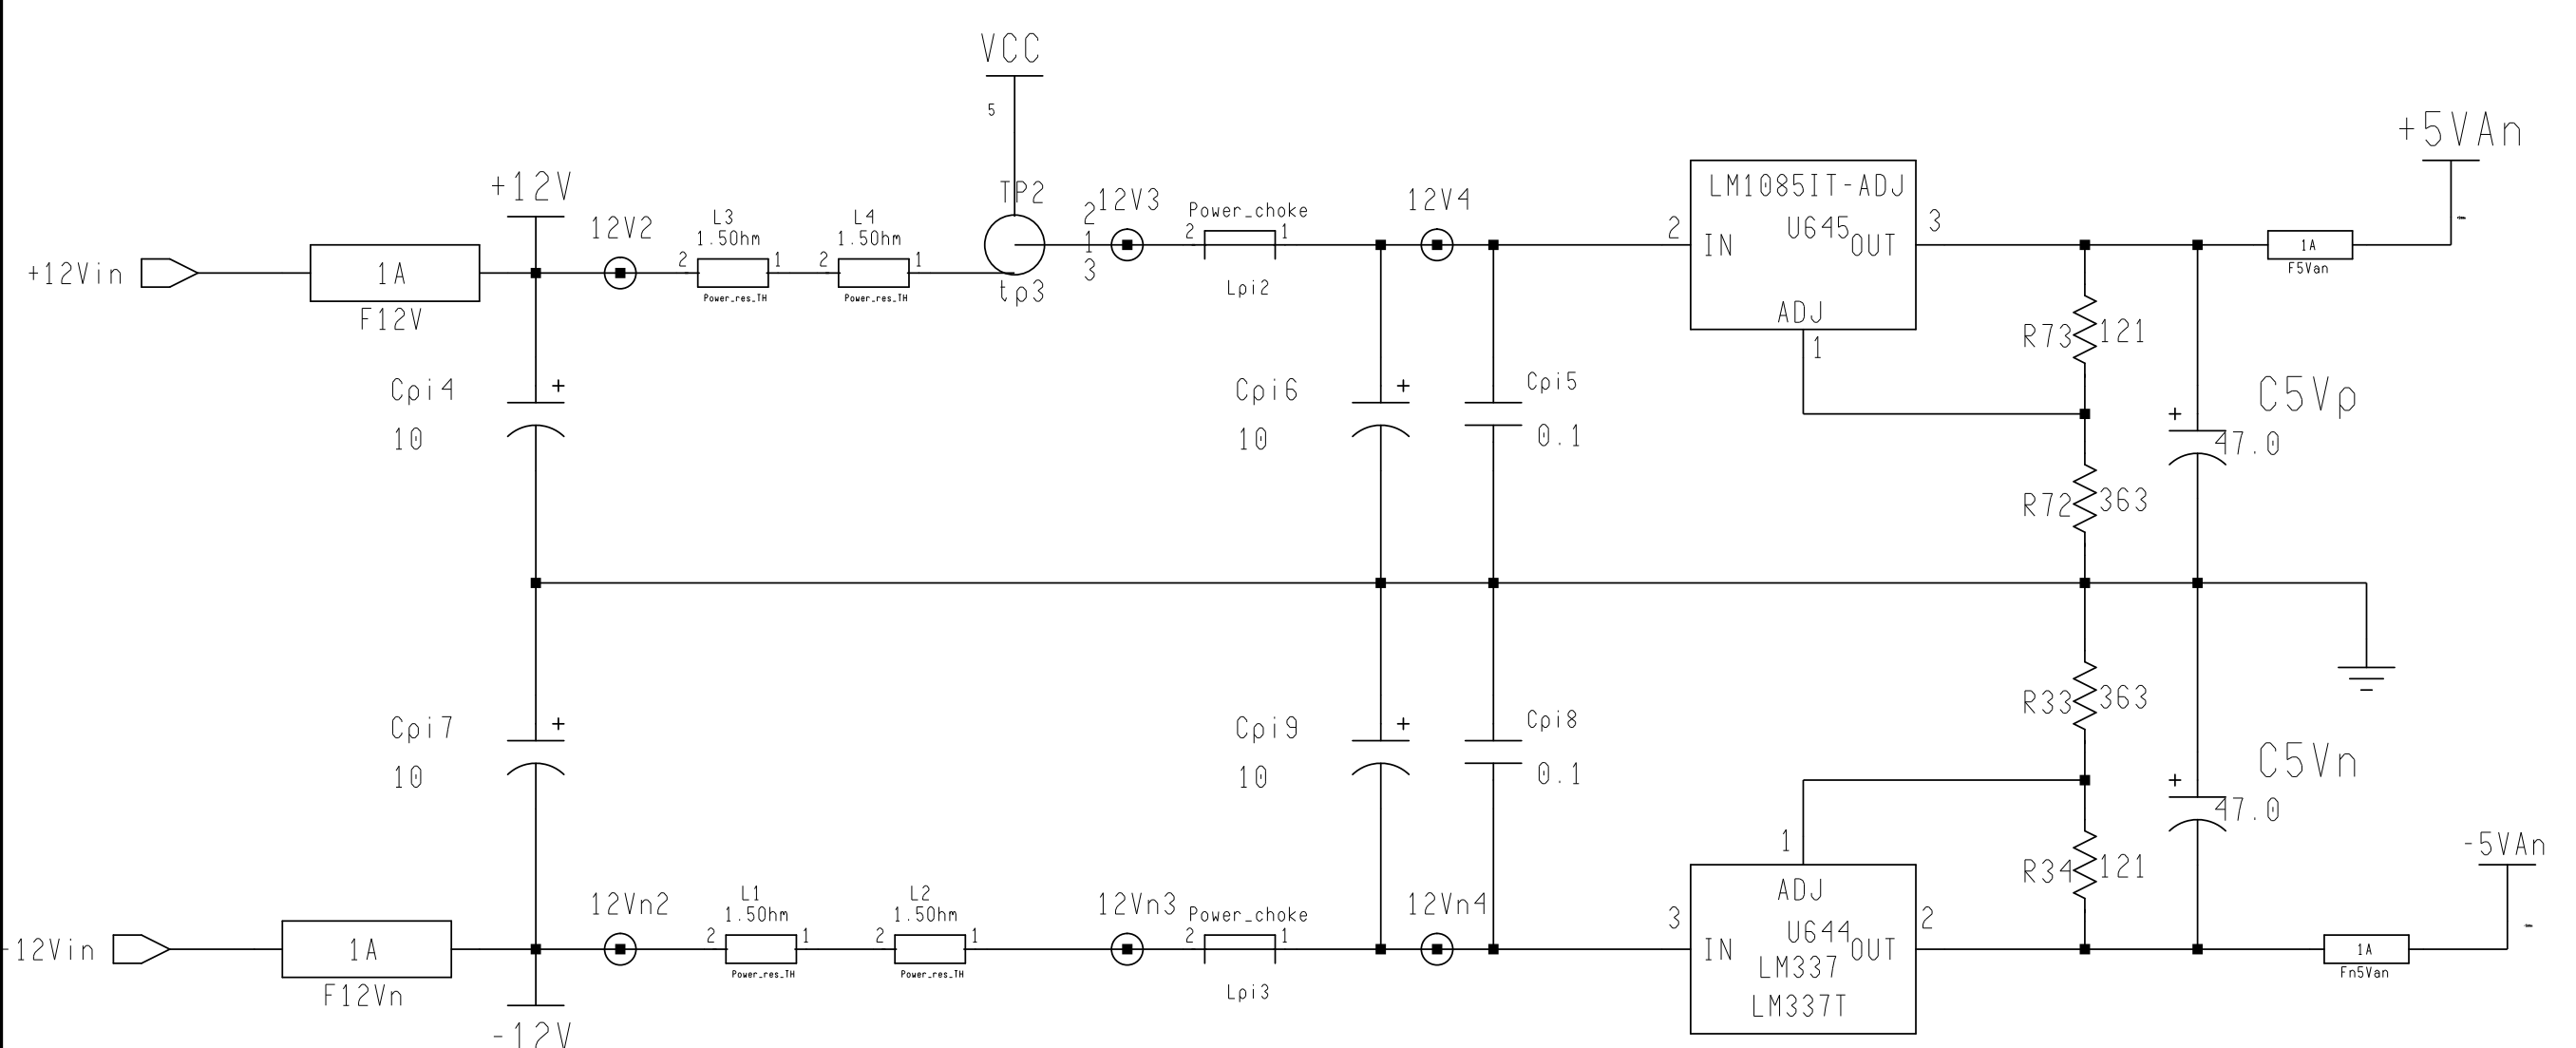 VCC
5
+5VAn
-
+12V
TP2
12V2
L3
1.50hm
2
1
Power_res_TH
L4
1.50hm
2
1
Power_res_TH
2
1
3
tp3
12V3
Power_choke
2
1
Lpi2
12V4
LM1085IT-ADJ
U645
2
IN
OUT
3
ADJ
1
1A
F5Van
+12Vin
1A
F12V
R73
121
Cpi4
+
10
Cpi6
+
10
Cpi5
0.1
C5Vp
+
47.0
R72
363
R33
363
Cpi7
+
10
Cpi9
+
10
Cpi8
0.1
C5Vn
+
47.0
-5VAn
-
1
R34
121
12Vn2
L1
1.50hm
2
1
Power_res_TH
L2
1.50hm
2
1
Power_res_TH
12Vn3
Power_choke
2
1
Lpi3
12Vn4
3
ADJ
U644
IN
OUT
2
LM337
LM337T
1A
Fn5Van
-12Vin
1A
F12Vn
-12V